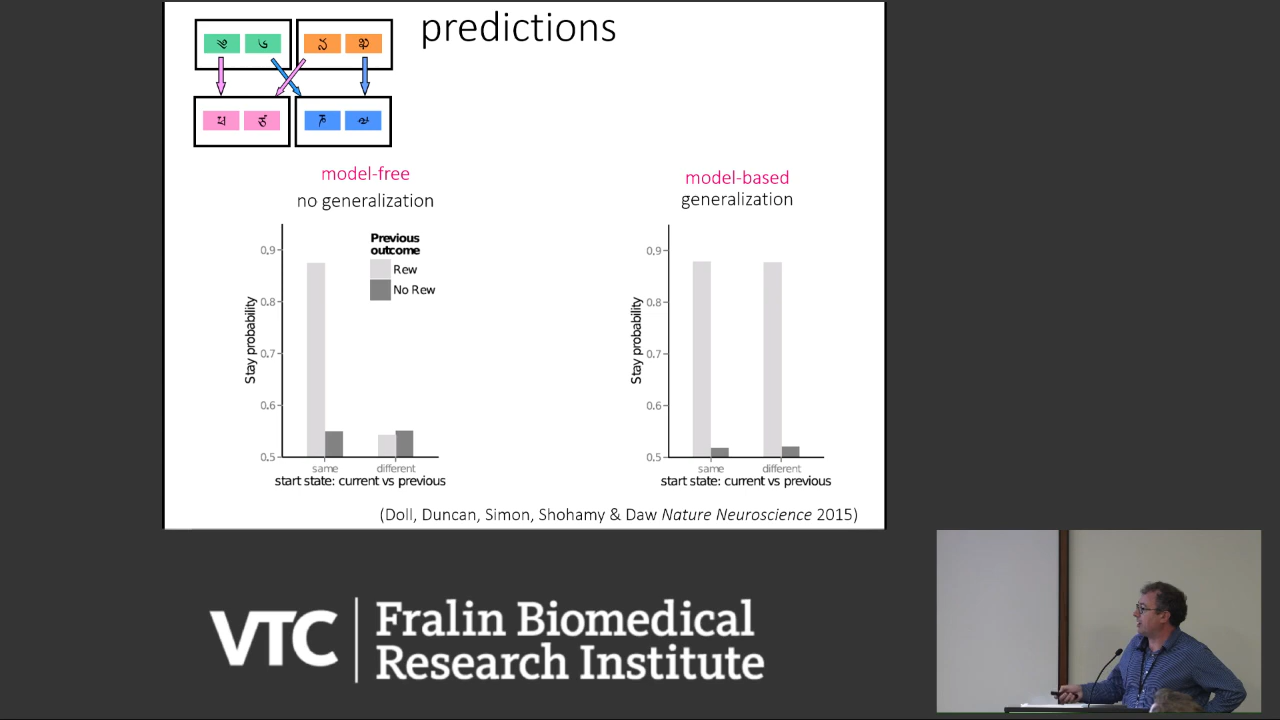 predictions
model-free
no generalization
Previous
outcome
Rew
No Rew
0.9
0.8
0.7
0.6
0.5
Stay probability
same
different
start state: current vs previous
model-based
generalization
0.9
0.8
0.7
0.6
0.5
Stay probability
same
different
start state: current vs previous
(Doll, Duncan, Simon, Shohamy & Daw Nature Neuroscience 2015)
VTC
Fralin Biomedical
Research Institute